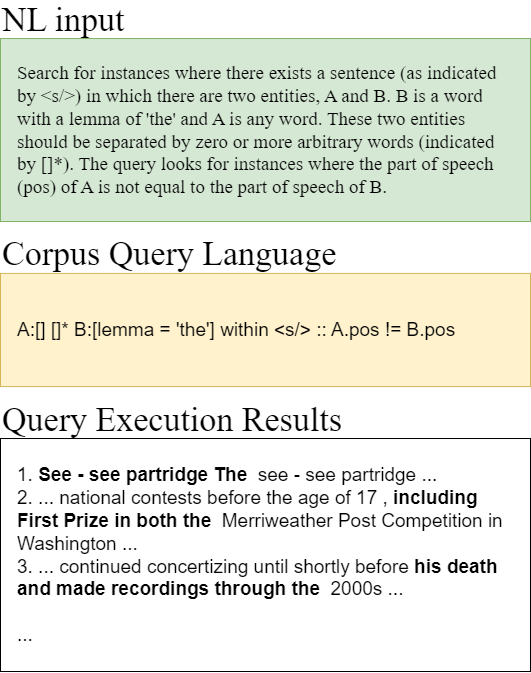 NL input
Search for instances where there exists a sentence (as indicated
by <s/>) in which there are two entities, A and B. B is a word
with a lemma of 'the' and A is any word. These two entities
should be separated by zero or more arbitrary words (indicated
by []*). The query looks for instances where the part of speech
(pos) of A is not equal to the part of speech of B.
Corpus Query Language
A:[] []* B:[lemma = 'the'] within <s/> :: A.pos != B.pos
Query Execution Results
1. See - see partridge The see - see partridge ...
2. ... national contests before the age of 17 , including
First Prize in both the Merriweather Post Competition in
Washington ...
3. ... continued concertizing until shortly before his death
and made recordings through the 2000s ...
...